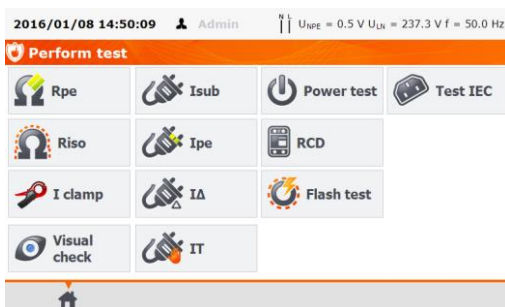 2016/01/08 14:50:09 Admin N L U_NPE = 0.5 V U_LN = 237.3 V f = 50.0 Hz
Perform test
Rpe Isub Power test Test IEC
Riso Ipe RCD
I clamp IΔ Flash test
Visual
check IT